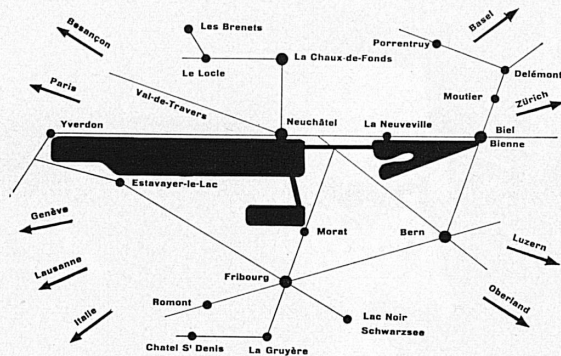 Besançon
Les Brenets
Basel
Porrentruy
La Chaux-de-Fonds
Le Locle
Delémont
Paris
Val-de-Travers
Moutier
Zürich
Yverdon
Neuchâtel
La Neuveville
Biel
Bienne
Estavayer-le-Lac
Genève
Morat
Bern
Luzern
Lausanne
Fribourg
Oberland
Romont
Italie
Lac Noir
Schwarzsee
Chatel St Denis
La Gruyère